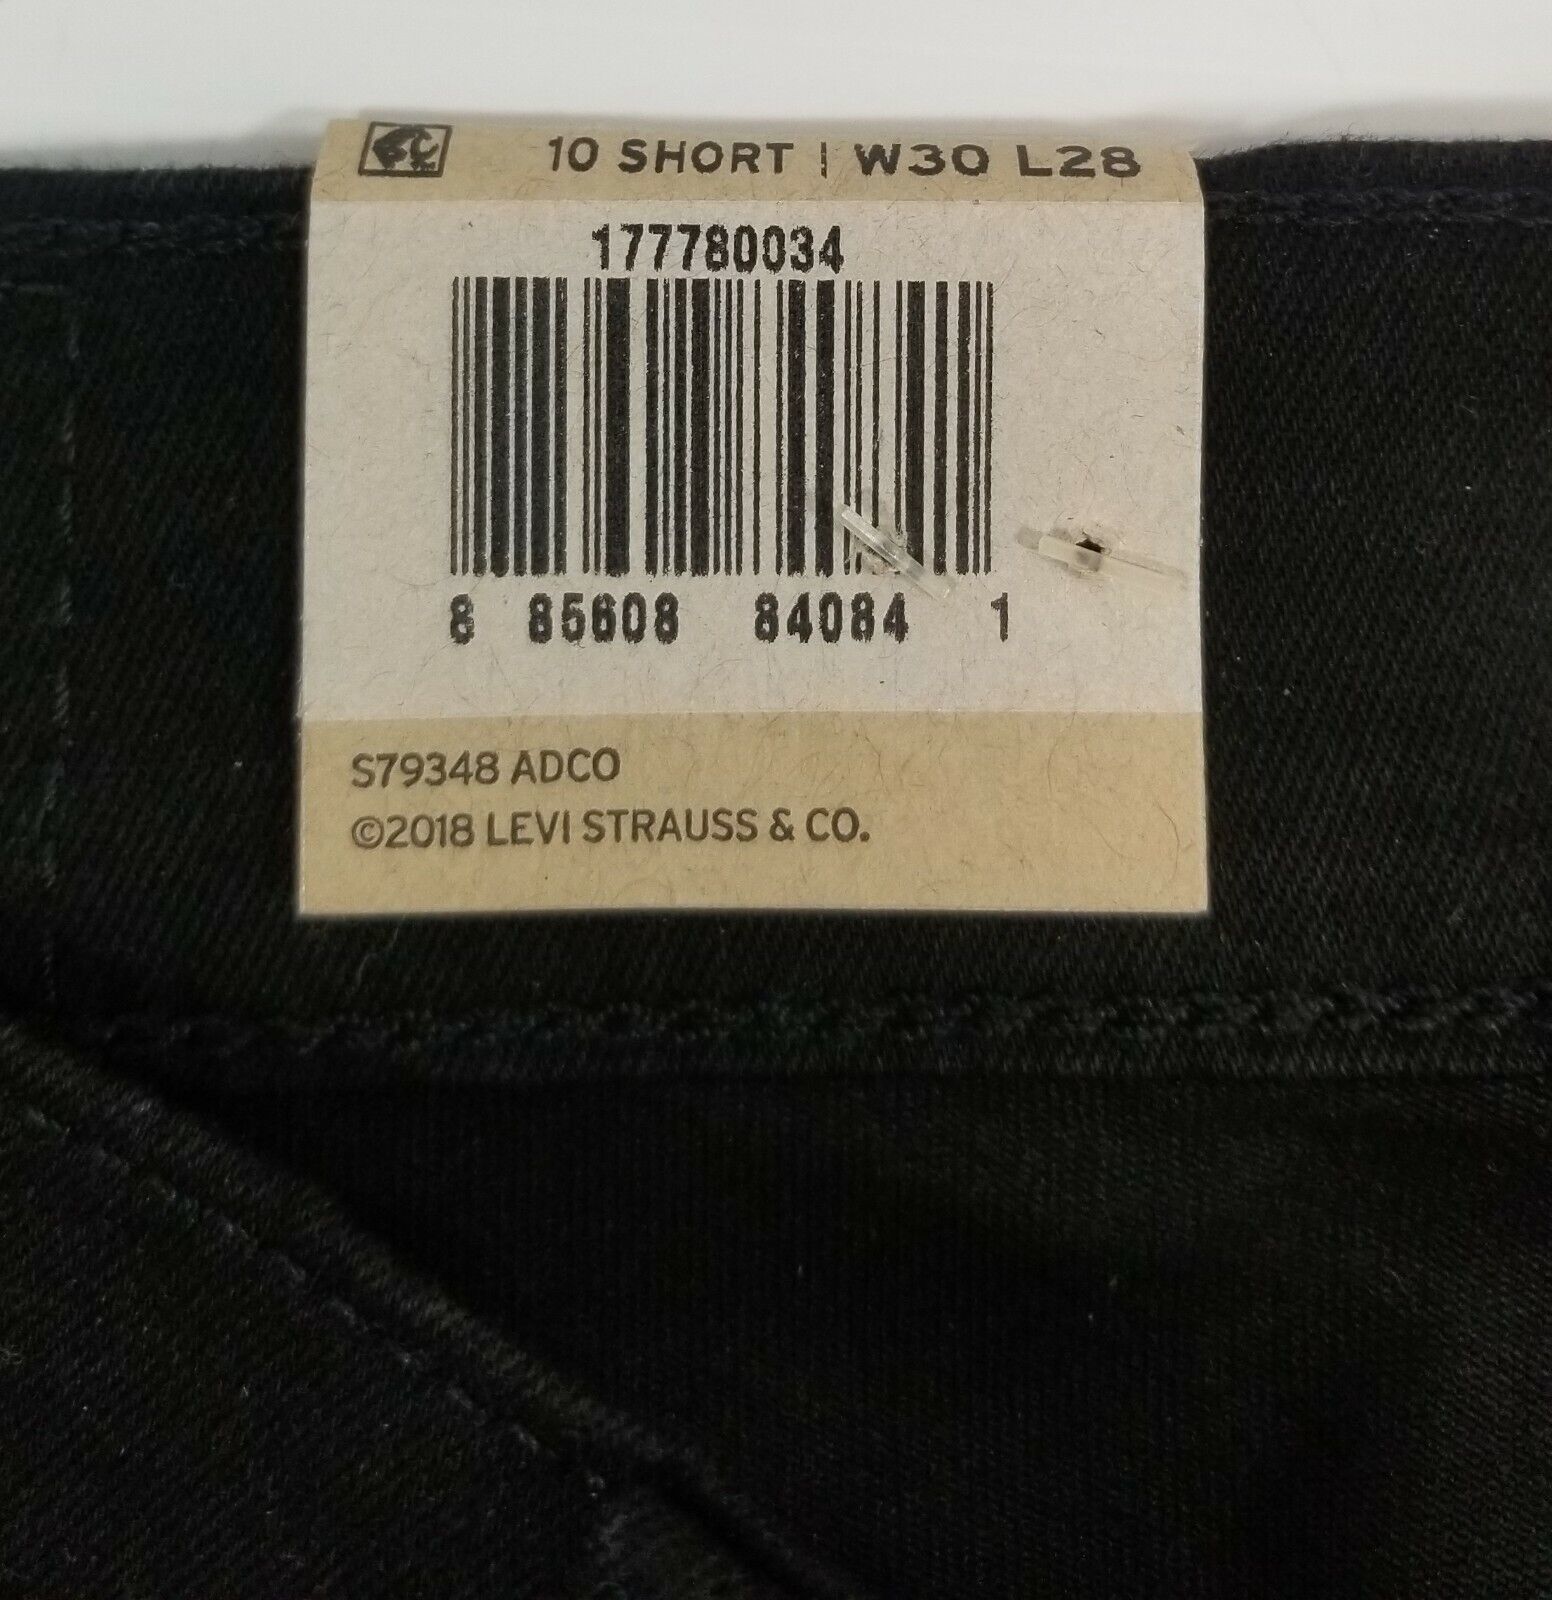 10 SHORT | W30 L28
177780034
8 85608 84084 1
S79348 ADCO
©2018 LEVI STRAUSS & CO.